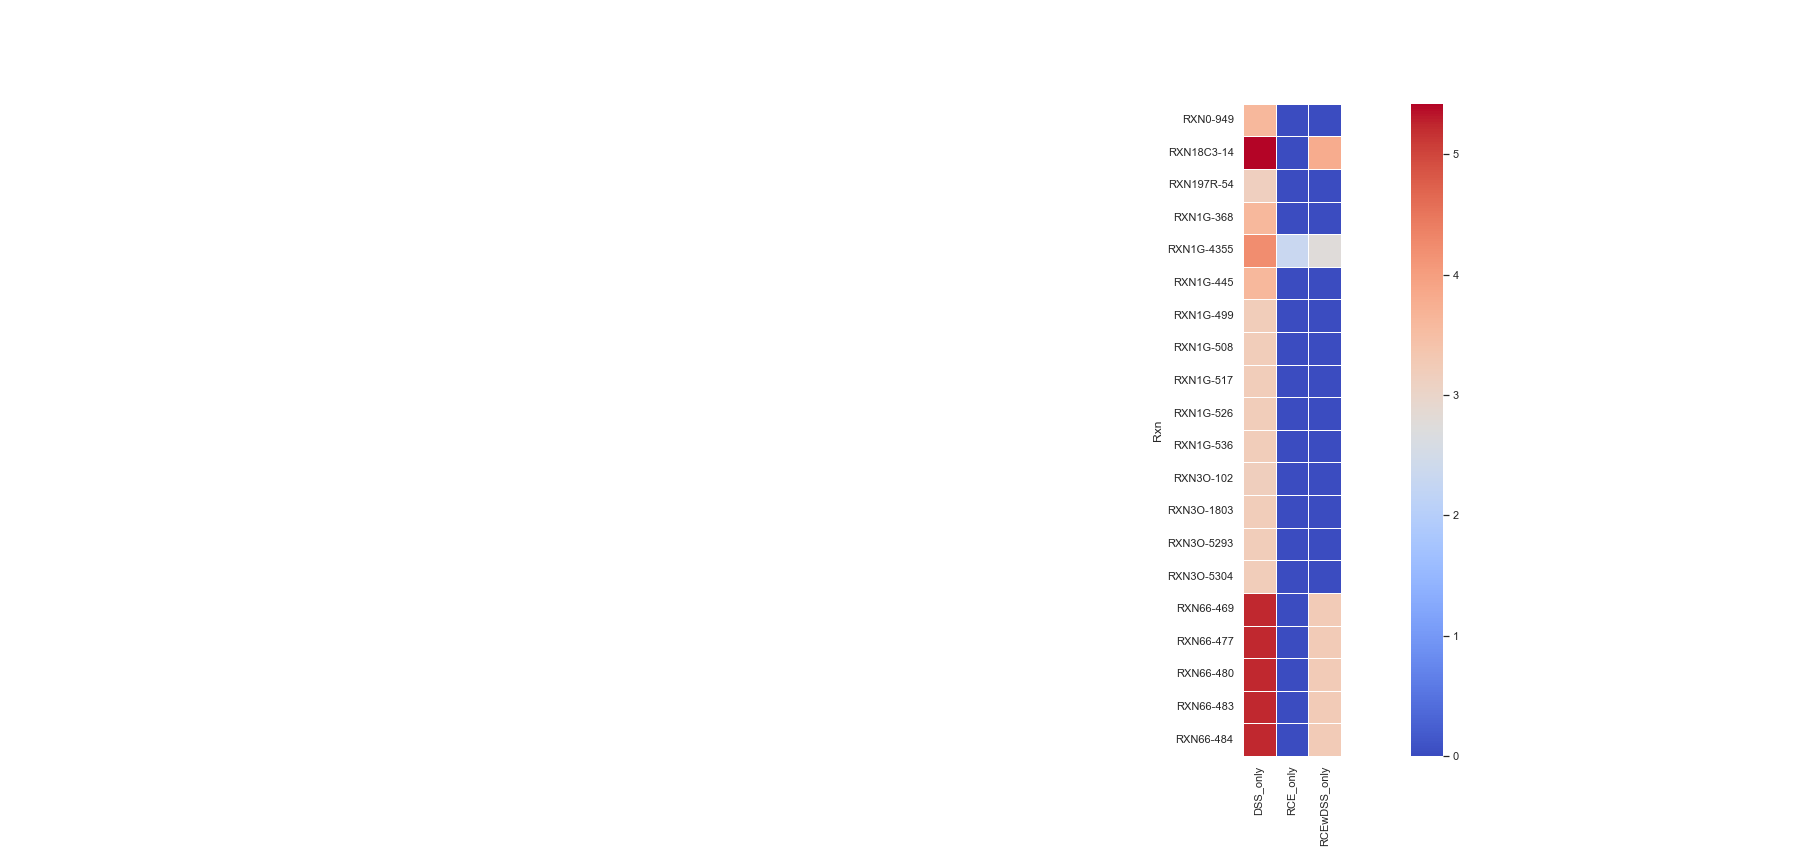 RXN0-949
RXN18C3-14
RXN197R-54
RXN1G-368
RXN1G-4355
RXN1G-445
RXN1G-499
RXN1G-508
RXN1G-517
RXN1G-526
RXN1G-536
RXN3O-102
RXN3O-1803
RXN3O-5293
RXN3O-5304
RXN66-469
RXN66-477
RXN66-480
RXN66-483
RXN66-484
Rxn
DSS_only
RCE_only
RCEwDSS_only
5
4
3
2
1
0